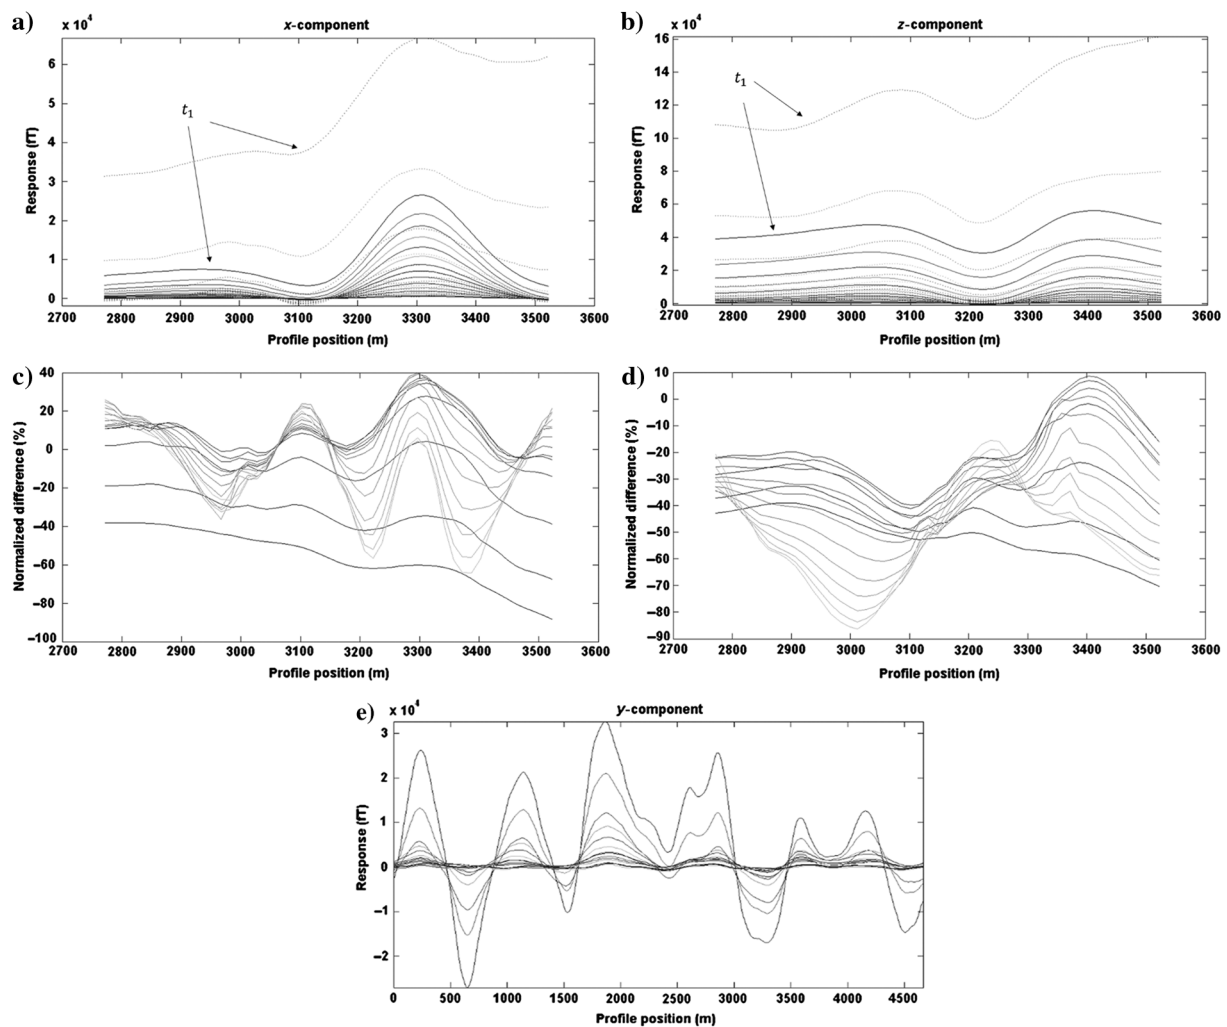 a)
x-component
x 10⁴
Response (fT)
t₁
6
5
4
3
2
1
0
2700 2800 2900 3000 3100 3200 3300 3400 3500 3600
Profile position (m)
b)
z-component
x 10⁴
Response (fT)
t₁
16
14
12
10
8
6
4
2
0
2700 2800 2900 3000 3100 3200 3300 3400 3500 3600
Profile position (m)
c)
Normalized difference (%)
40
20
0
−20
−40
−60
−80
−100
2700 2800 2900 3000 3100 3200 3300 3400 3500 3600
Profile position (m)
d)
Normalized difference (%)
10
0
−10
−20
−30
−40
−50
−60
−70
−80
−90
2700 2800 2900 3000 3100 3200 3300 3400 3500 3600
Profile position (m)
e)
y-component
x 10⁴
Response (fT)
3
2
1
0
−1
−2
0 500 1000 1500 2000 2500 3000 3500 4000 4500
Profile position (m)